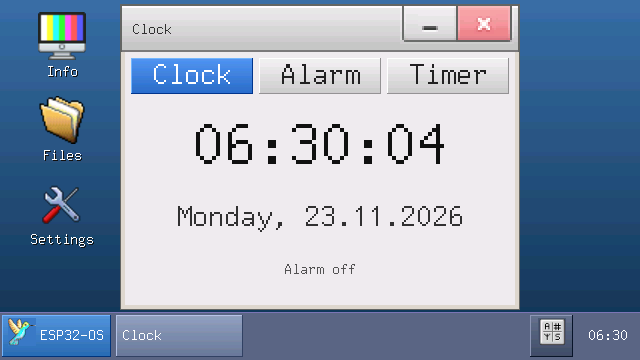 Info
Files
Settings
Clock
Clock Alarm Timer
06:30:04
Monday, 23.11.2026
Alarm off
ESP32-OS Clock A# TS 06:30